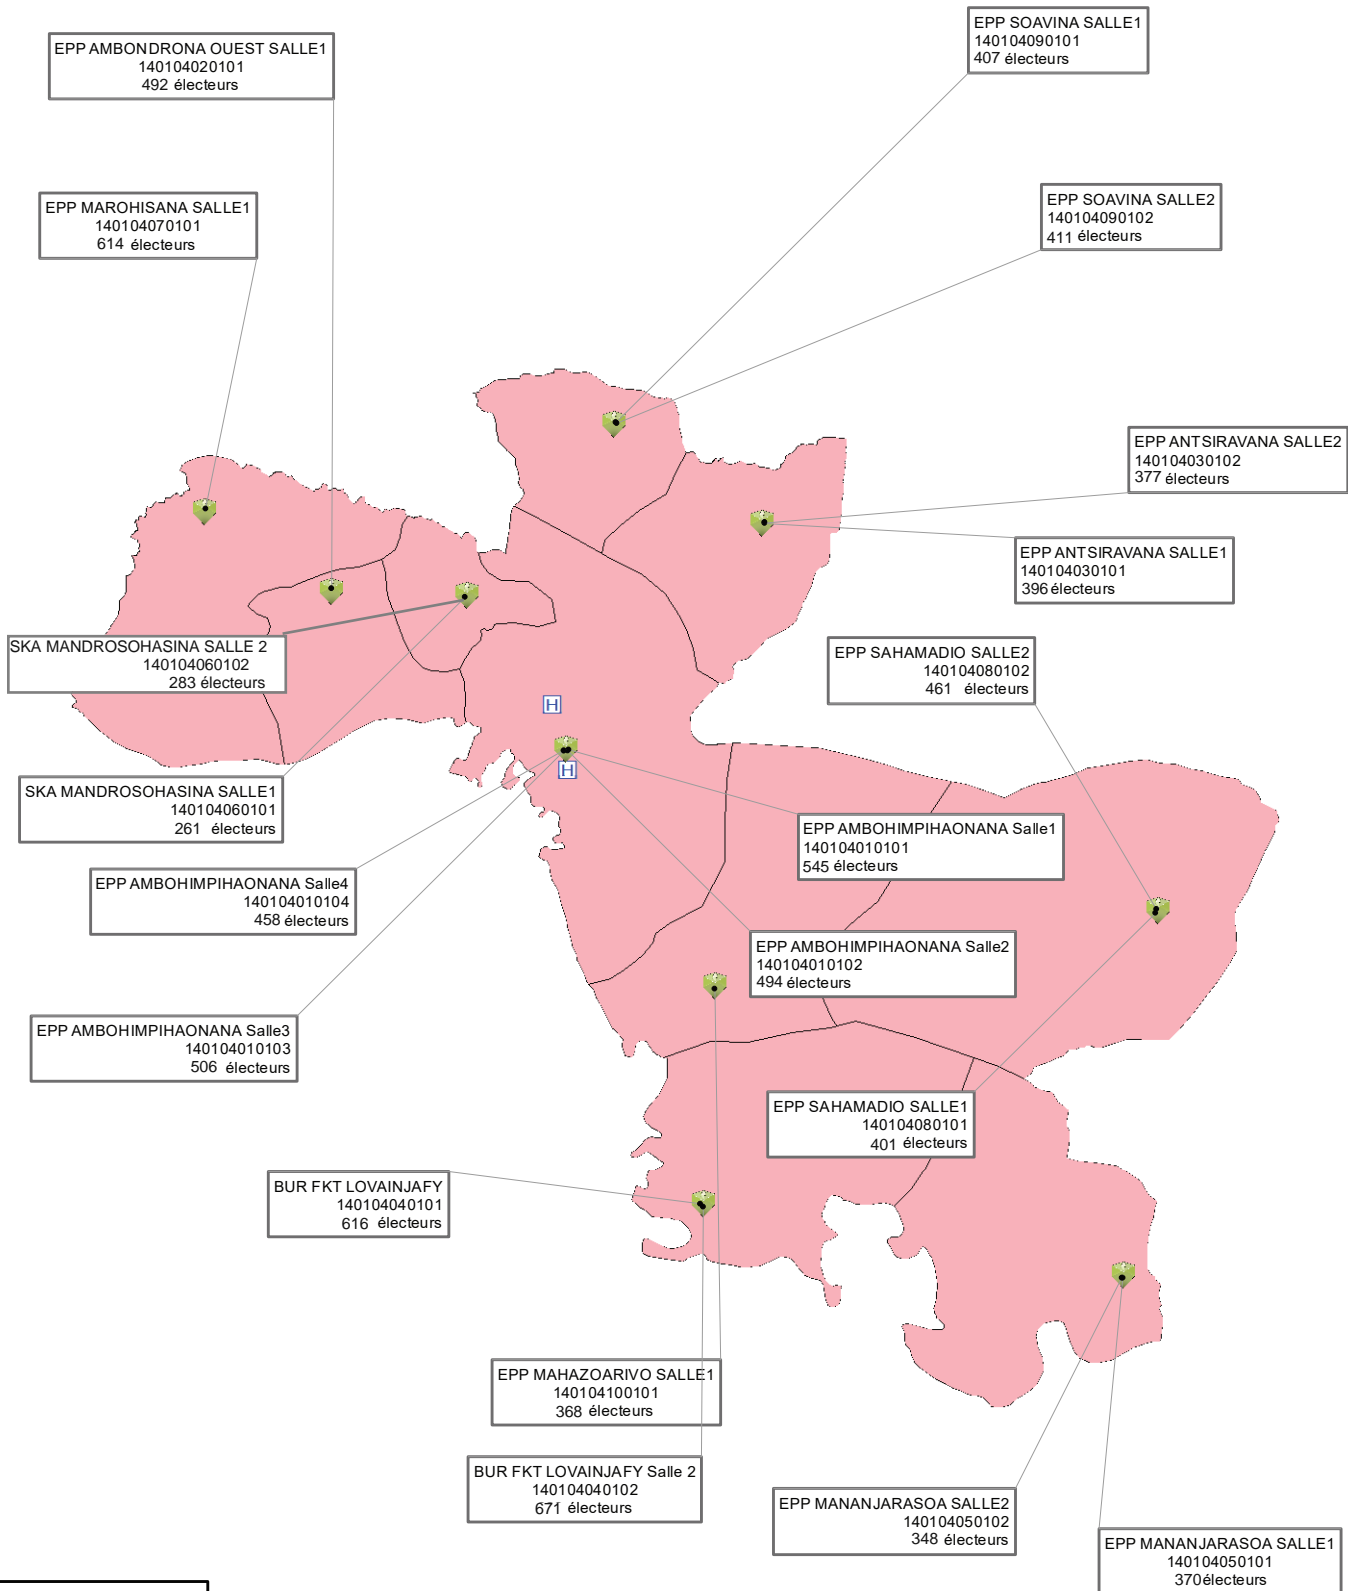 EPP SOAVINA SALLE1
140104090101
407 électeurs
EPP AMBONDRONA OUEST SALLE1
140104020101
492 électeurs
EPP SOAVINA SALLE2
140104090102
411 électeurs
EPP MAROHISANA SALLE1
140104070101
614 électeurs
EPP ANTSIRAVANA SALLE2
140104030102
377 électeurs
EPP ANTSIRAVANA SALLE1
140104030101
396 électeurs
SKA MANDROSOHASINA SALLE 2
140104060102
283 électeurs
EPP SAHAMADIO SALLE2
140104080102
461 électeurs
H
H
SKA MANDROSOHASINA SALLE1
140104060101
261 électeurs
EPP AMBOHIMPIHAONANA Salle1
140104010101
545 électeurs
EPP AMBOHIMPIHAONANA Salle4
140104010104
458 électeurs
EPP AMBOHIMPIHAONANA Salle2
140104010102
494 électeurs
EPP AMBOHIMPIHAONANA Salle3
140104010103
506 électeurs
EPP SAHAMADIO SALLE1
140104080101
401 électeurs
BUR FKT LOVAINJAFY
140104040101
616 électeurs
EPP MAHAZOARIVO SALLE1
140104100101
368 électeurs
BUR FKT LOVAINJAFY Salle 2
140104040102
671 électeurs
EPP MANANJARASOA SALLE2
140104050102
348 électeurs
EPP MANANJARASOA SALLE1
140104050101
370électeurs